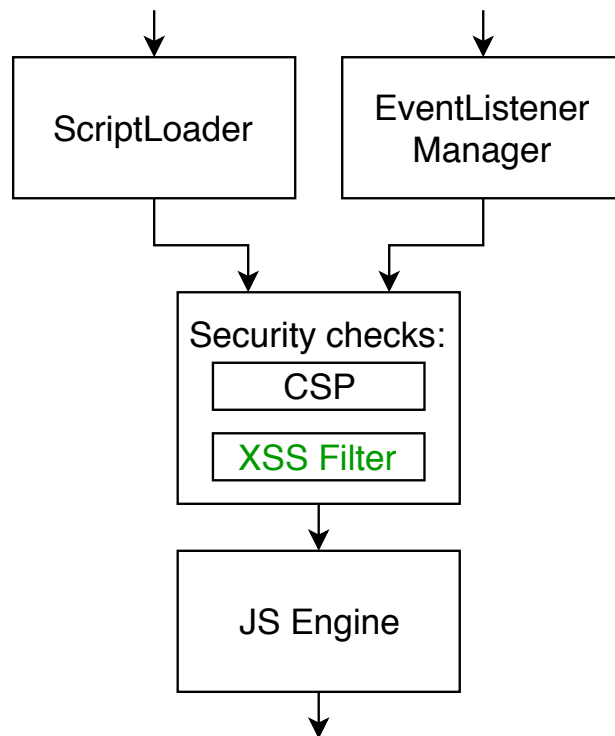 ScriptLoader
EventListener
Manager
Security checks:
CSP
XSS Filter
JS Engine